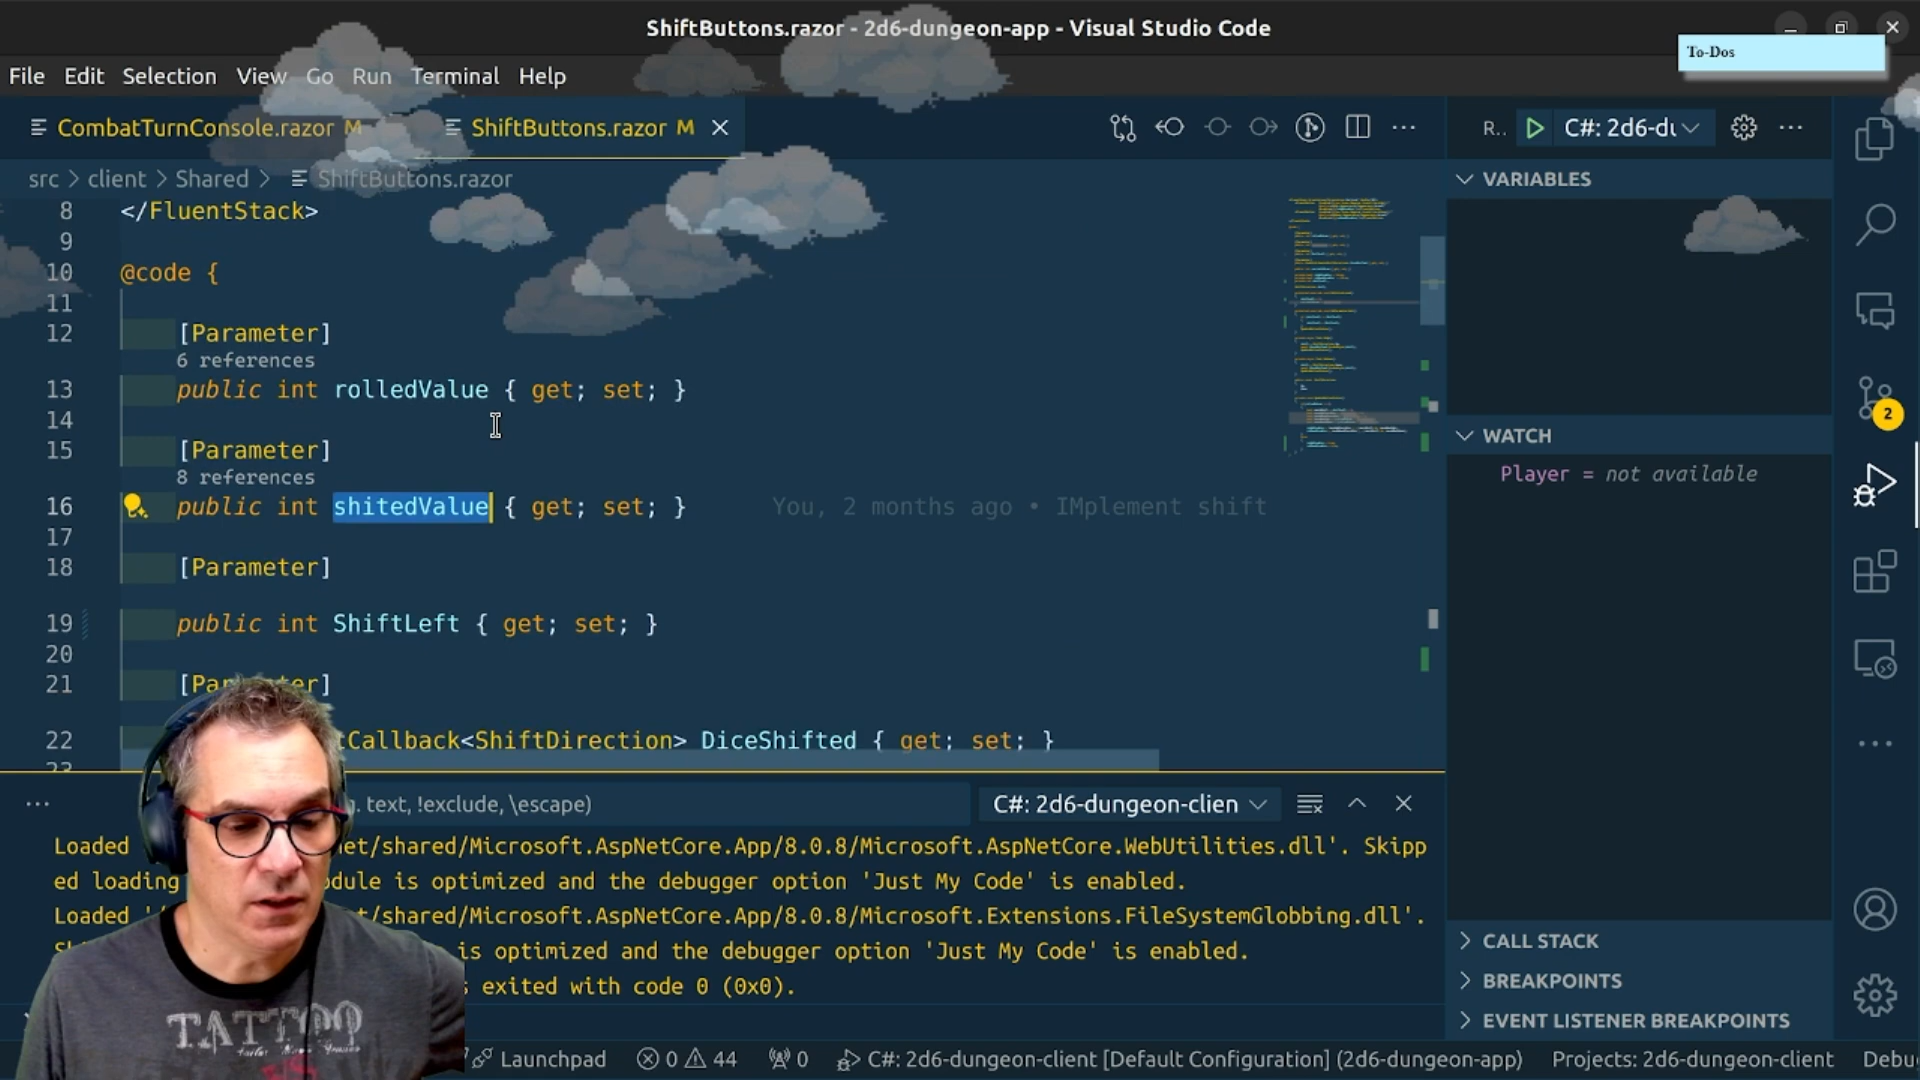 ShiftButtons.razor - 2d6-dungeon-app - Visual Studio Code
To-Dos
File Edit Selection View Go Run Terminal Help
CombatTurnConsole.razor M
ShiftButtons.razor M
R.. C#: 2d6-du
src > client > Shared > ShiftButtons.razor
VARIABLES
8 </FluentStack>
9
10 @code {
11
12 [Parameter]
6 references
13 public int rolledValue { get; set; }
14
15 [Parameter]
8 references
16 public int shitedValue { get; set; } You, 2 months ago • IMplement shift
17
18 [Parameter]
19 public int ShiftLeft { get; set; }
20
21 [Parameter]
22 tCallback<ShiftDirection> DiceShifted { get; set; }
23
WATCH
Player = not available
2
. text, !exclude, \escape)
C#: 2d6-dungeon-clien
Loaded et/shared/Microsoft.AspNetCore.App/8.0.8/Microsoft.AspNetCore.WebUtilities.dll'. Skipp
ed loading odule is optimized and the debugger option 'Just My Code' is enabled.
Loaded '/ t/shared/Microsoft.AspNetCore.App/8.0.8/Microsoft.Extensions.FileSystemGlobbing.dll'.
is optimized and the debugger option 'Just My Code' is enabled.
s exited with code 0 (0x0).
CALL STACK
BREAKPOINTS
EVENT LISTENER BREAKPOINTS
TATTOO
Launchpad 0 44 0 C#: 2d6-dungeon-client [Default Configuration] (2d6-dungeon-app) Projects: 2d6-dungeon-client Debu